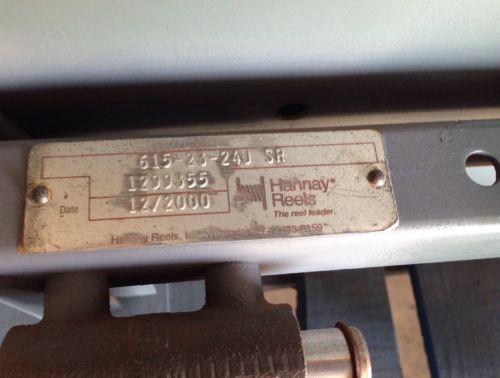 615-23-24J SR
1299355
Date 12/2000
Hannay®
Reels
The reel leader.
Hannay Reels,